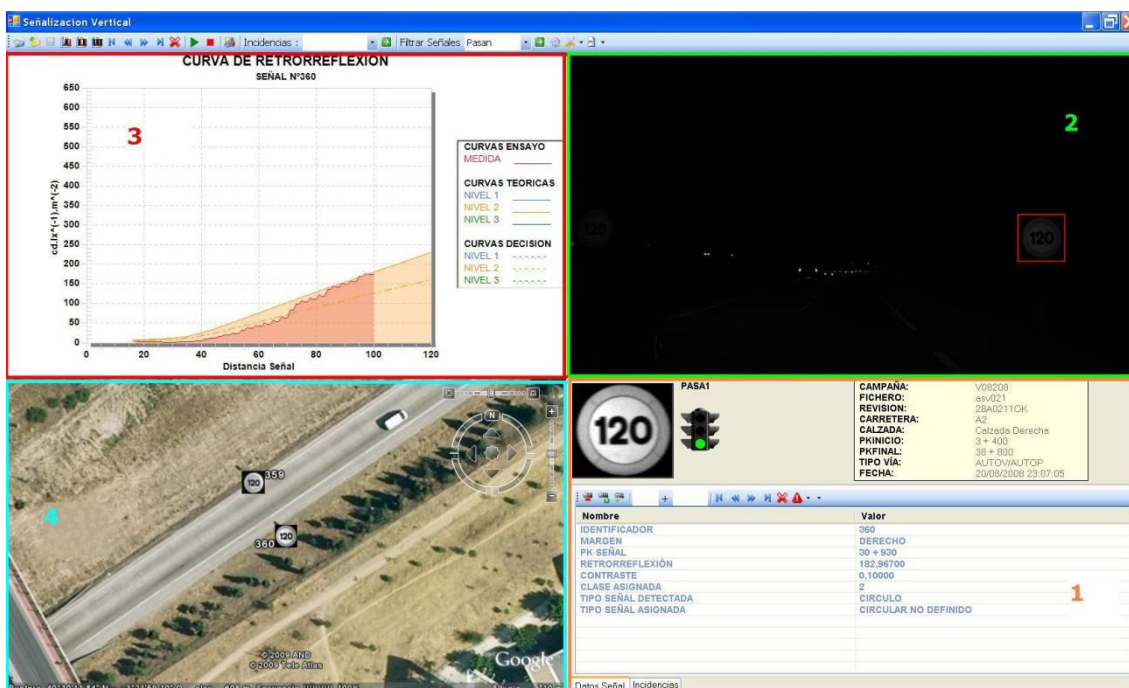 Señalizacion Vertical
Incidencias :
Filtrar Señales Pasan
CURVA DE RETRORREFLEXION
SEÑAL Nº360
650
600
550
500
450
400
350
300
250
200
150
100
50
0
cd.lx^(-1).m^(-2)
0 20 40 60 80 100 120
Distancia Señal
3
CURVAS ENSAYO
MEDIDA
CURVAS TEORICAS
NIVEL 1
NIVEL 2
NIVEL 3
CURVAS DECISION
NIVEL 1
NIVEL 2
NIVEL 3
2
120
120
4
359
120
360
120
N
© 2009 AND
© 2009 Tele Atlas
Google
120
PASA1
CAMPAÑA: V08208
FICHERO: asv021
REVISION: 28A0211OK
CARRETERA: A2
CALZADA: Calzada Derecha
PKINICIO: 3 + 400
PKFINAL: 38 + 800
TIPO VÍA: AUTOV/AUTOP
FECHA: 20/08/2008 23:07:05
+
Nombre Valor
IDENTIFICADOR 360
MARGEN DERECHO
PK SEÑAL 30 + 930
RETRORREFLEXIÓN 182,96700
CONTRASTE 0,10000
CLASE ASIGNADA 2
TIPO SEÑAL DETECTADA CIRCULO
TIPO SEÑAL ASIGNADA CIRCULAR NO DEFINIDO
1
Datos Señal Incidencias